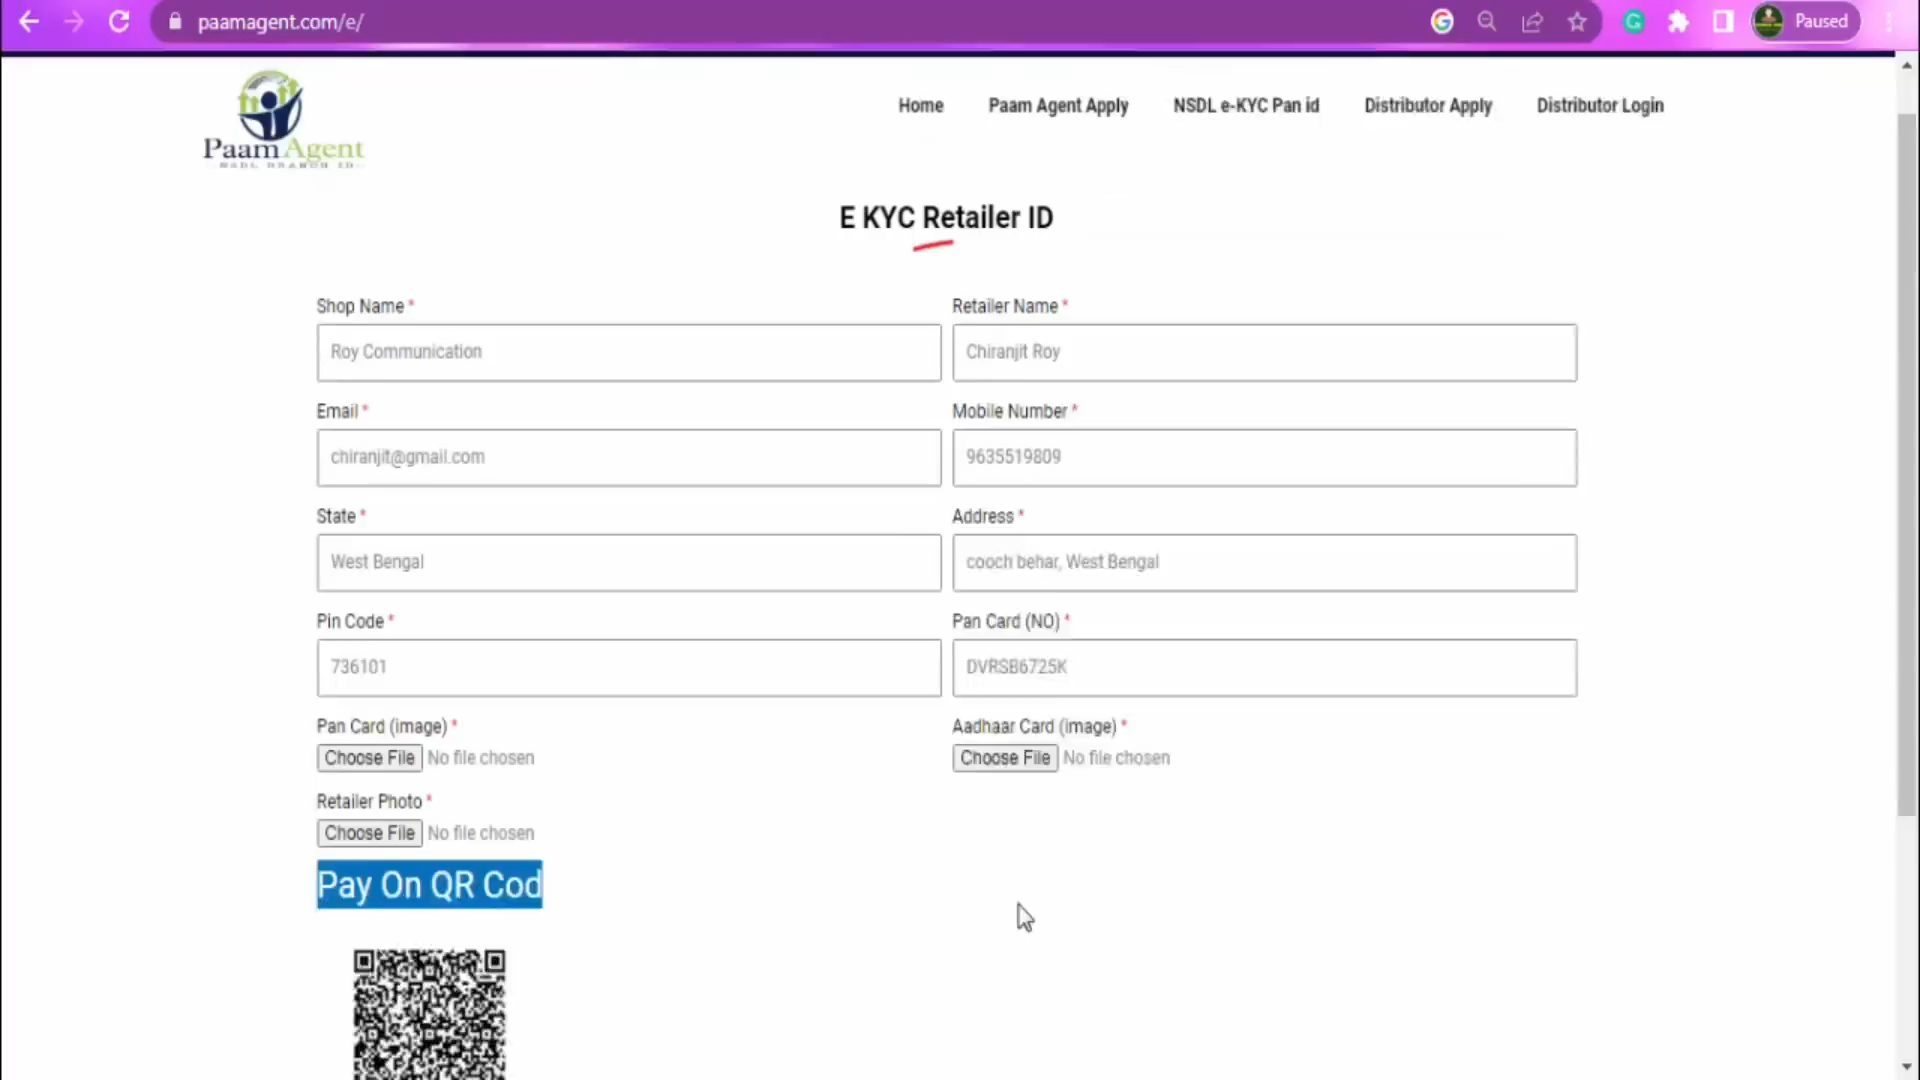 paamagent.com/e/
Paused
Paam Agent
NSDL BRANCH ID
Home Paam Agent Apply NSDL e-KYC Pan id Distributor Apply Distributor Login
E KYC Retailer ID
Shop Name * Retailer Name *
Roy Communication Chiranjit Roy
Email * Mobile Number *
chiranjit@gmail.com 9635519809
State * Address *
West Bengal cooch behar, West Bengal
Pin Code * Pan Card (NO) *
736101 DVRSB6725K
Pan Card (image) * Aadhaar Card (image) *
Choose File No file chosen Choose File No file chosen
Retailer Photo *
Choose File No file chosen
Pay On QR Cod